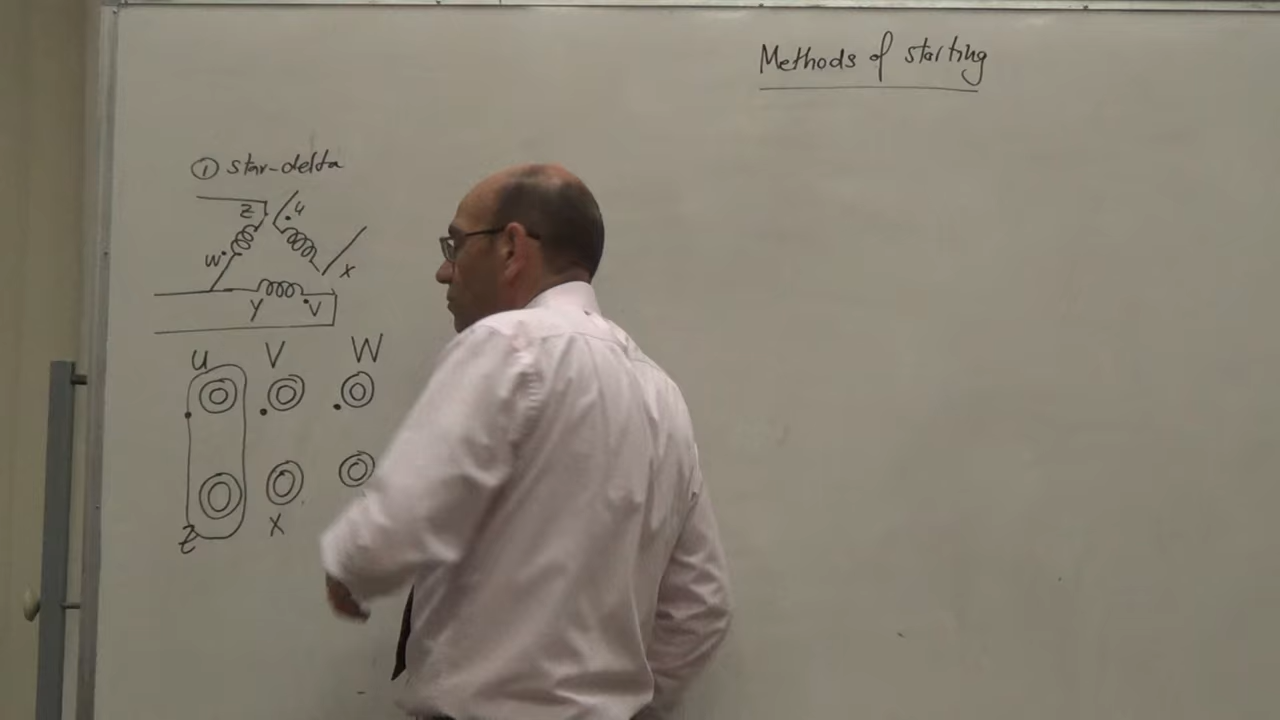 Methods of starting
① star-delta
Z u
W
X
Y V
U V W
Z X